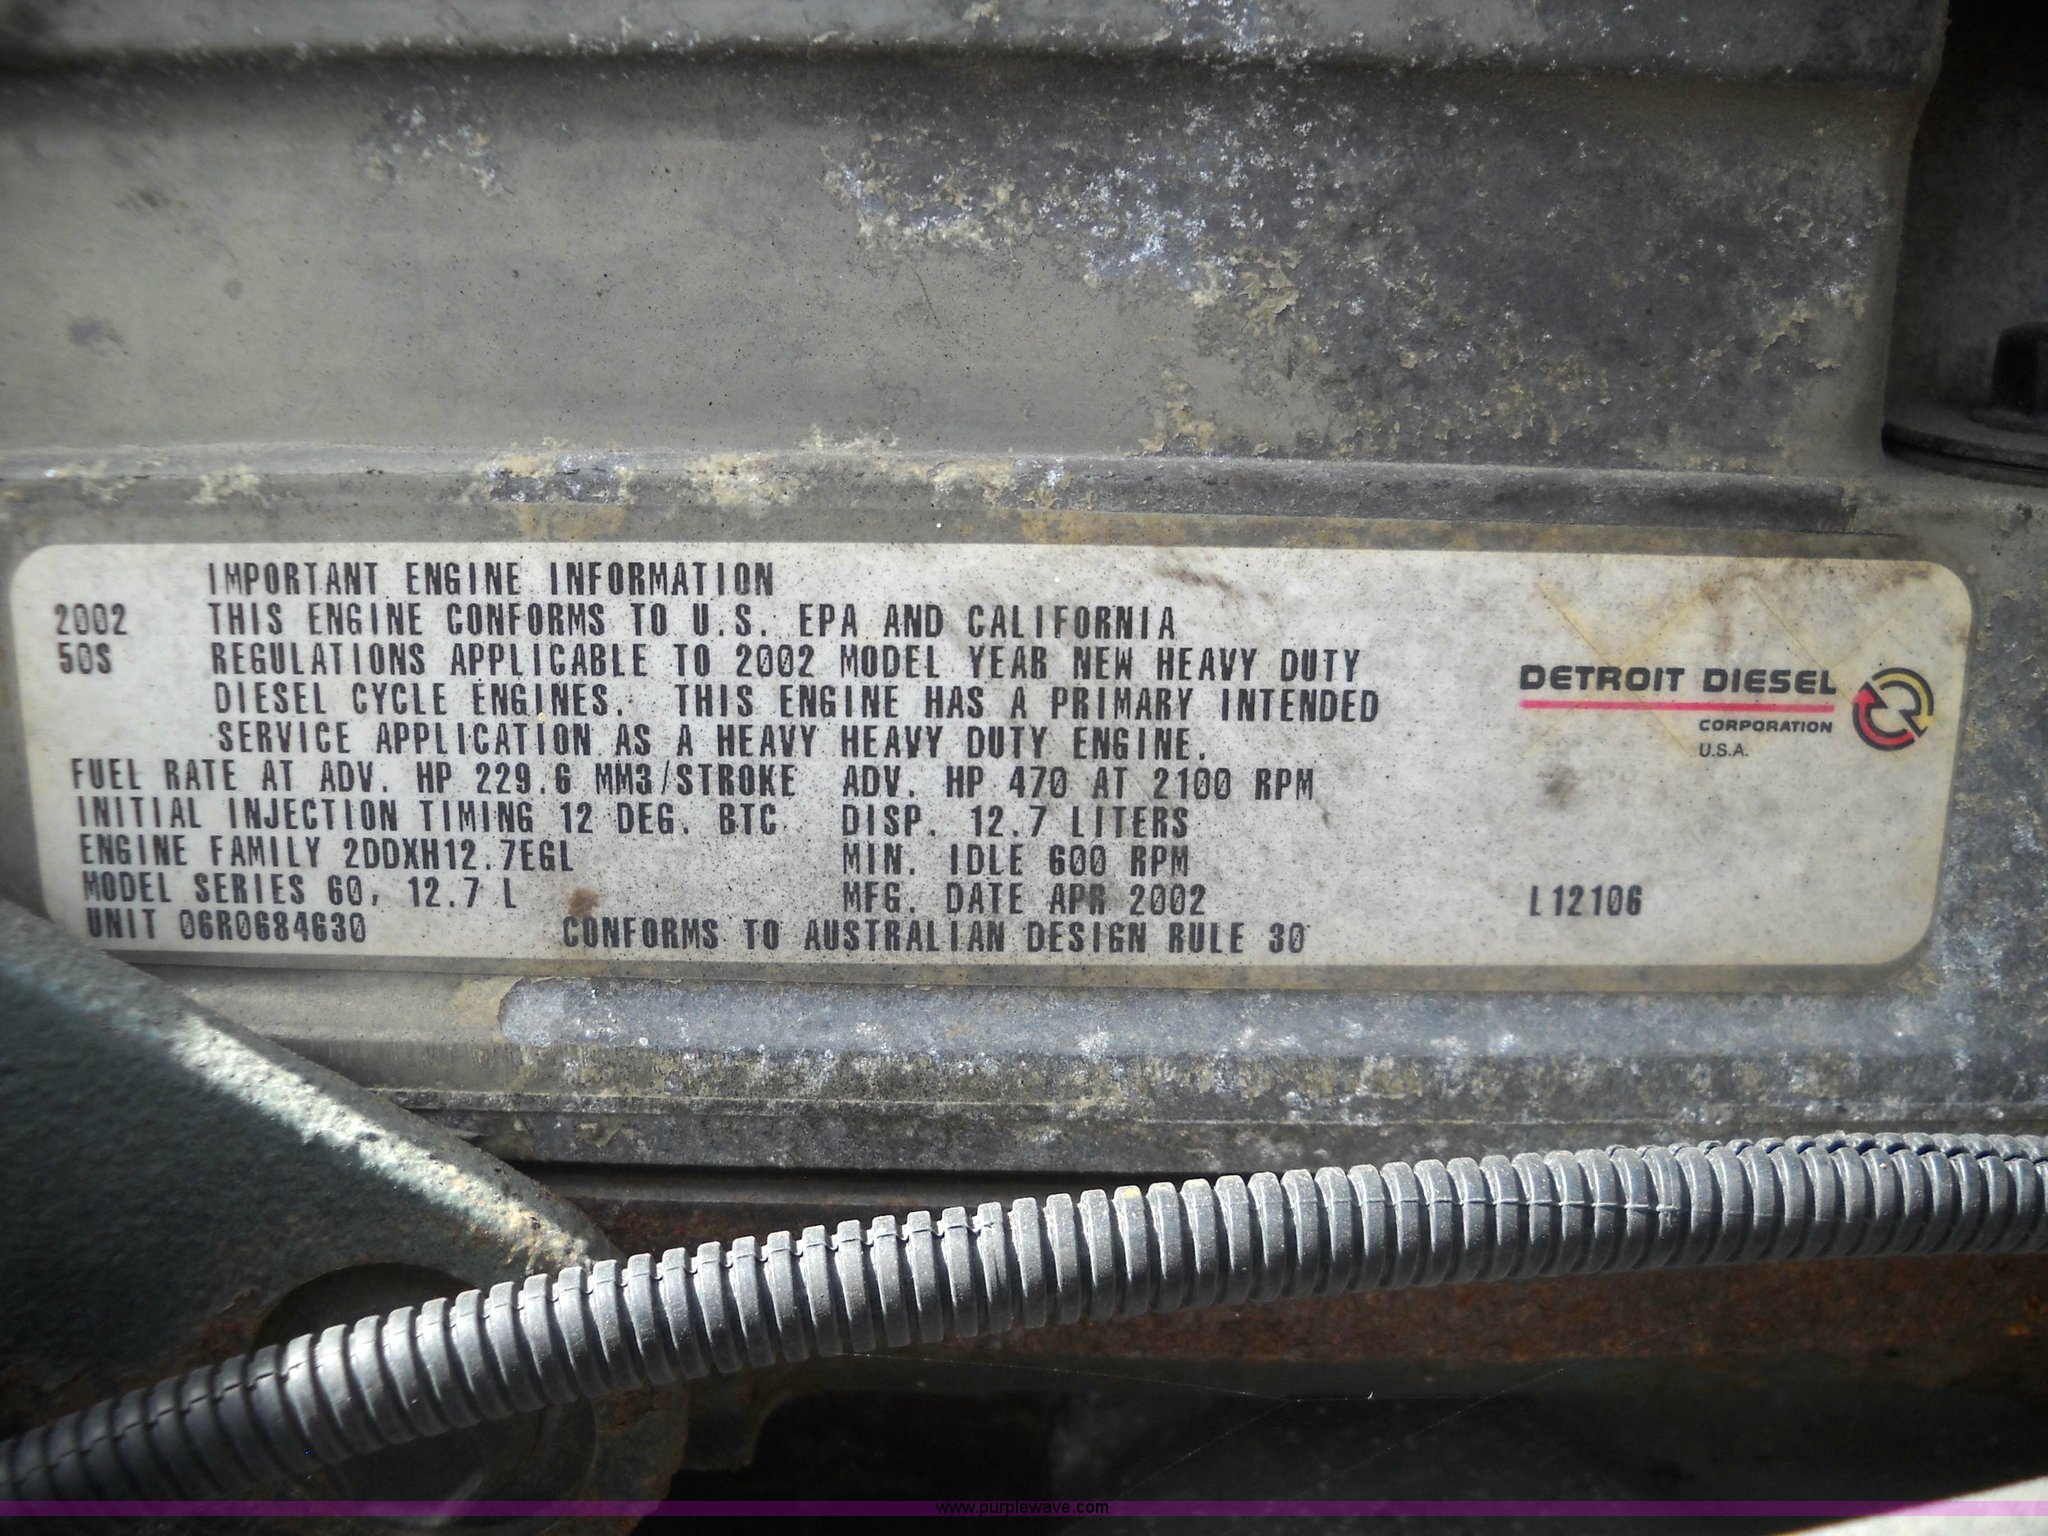 IMPORTANT ENGINE INFORMATION
2002 THIS ENGINE CONFORMS TO U.S. EPA AND CALIFORNIA
50S REGULATIONS APPLICABLE TO 2002 MODEL YEAR NEW HEAVY DUTY
DIESEL CYCLE ENGINES. THIS ENGINE HAS A PRIMARY INTENDED
SERVICE APPLICATION AS A HEAVY HEAVY DUTY ENGINE.
FUEL RATE AT ADV. HP 229.6 MM3/STROKE ADV. HP 470 AT 2100 RPM
INITIAL INJECTION TIMING 12 DEG. BTC DISP. 12.7 LITERS
ENGINE FAMILY 2DDXH12.7EGL MIN. IDLE 600 RPM
MODEL SERIES 60, 12.7 L MFG. DATE APR 2002 L12106
UNIT 06R0684630 CONFORMS TO AUSTRALIAN DESIGN RULE 30
DETROIT DIESEL
CORPORATION
U.S.A.
www.purplewave.com